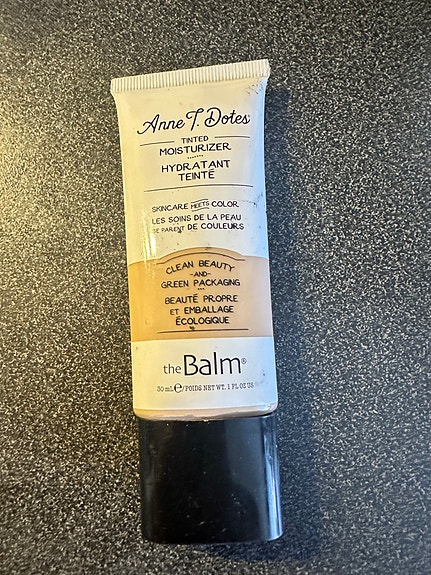 Anne T. Dotes®
TINTED
MOISTURIZER
HYDRATANT
TEINTÉ
SKINCARE MEETS COLOR
LES SOINS DE LA PEAU
SE PARENT DE COULEURS
CLEAN BEAUTY
-AND-
GREEN PACKAGING
BEAUTÉ PROPRE
ET EMBALLAGE
ÉCOLOGIQUE
theBalm®
30 mL ℮/POIDS NET WT. 1 FL OZ US